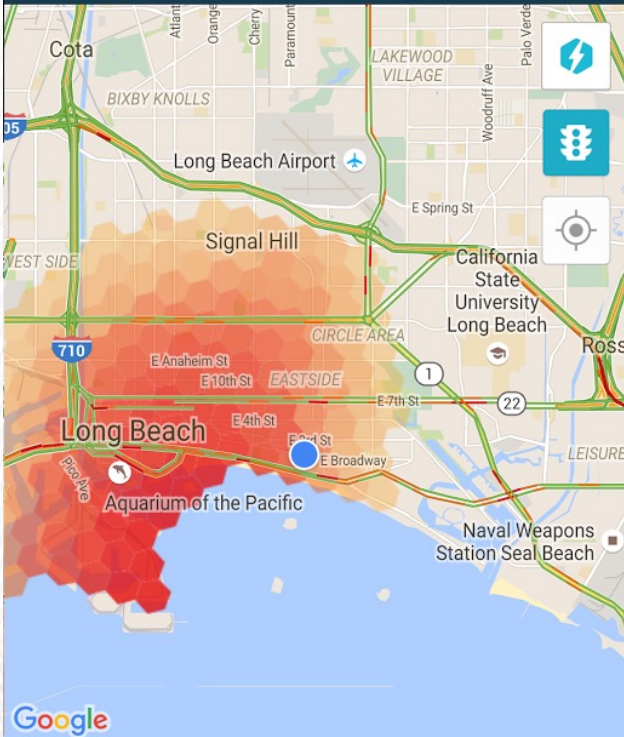 Atlant
Orange
Cherry
Paramount
Palo Verde
Cota
LAKEWOOD
VILLAGE
BIXBY KNOLLS
Woodruff Ave
05
Long Beach Airport
E Spring St
Signal Hill
WEST SIDE
California
State
University
Long Beach
CIRCLE AREA
710
Ross
E Anaheim St
1
E 10th St
EASTSIDE
E 7th St
22
E 4th St
Long Beach
E 3rd St
E Broadway
LEISURE
Pico Ave
Aquarium of the Pacific
Naval Weapons
Station Seal Beach
Google